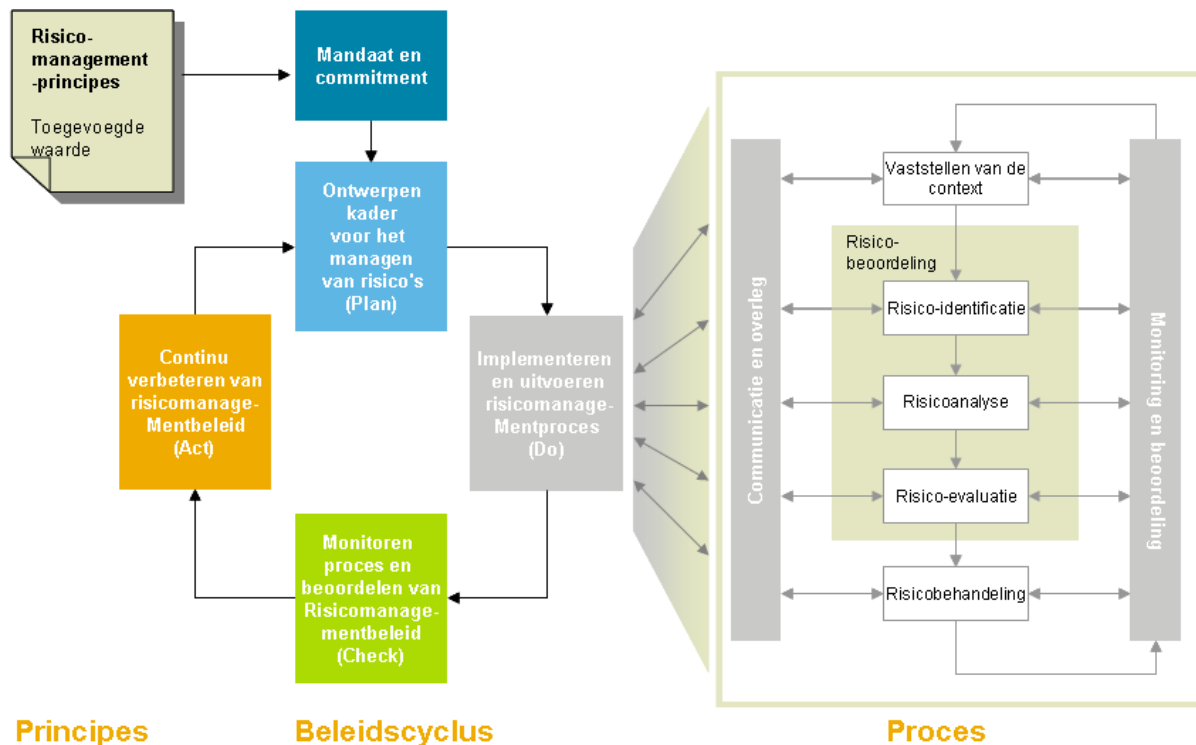 Risico-
management
-principes
Toegevoegde
waarde
Mandaat en
commitment
Ontwerpen
kader
voor het
managen
van risico's
(Plan)
Continu
verbeteren van
risicomanage-
Mentbeleid
(Act)
Implementeren
en uitvoeren
risicomanage-
Mentproces
(Do)
Monitoren
proces en
beoordelen van
Risicomanage-
mentbeleid
(Check)
Communicatie en overleg
Vaststellen van de
context
Risico-
beoordeling
Risico-identificatie
Risicoanalyse
Risico-evaluatie
Risicobehandeling
Monitoring en beoordeling
Principes
Beleidscyclus
Proces